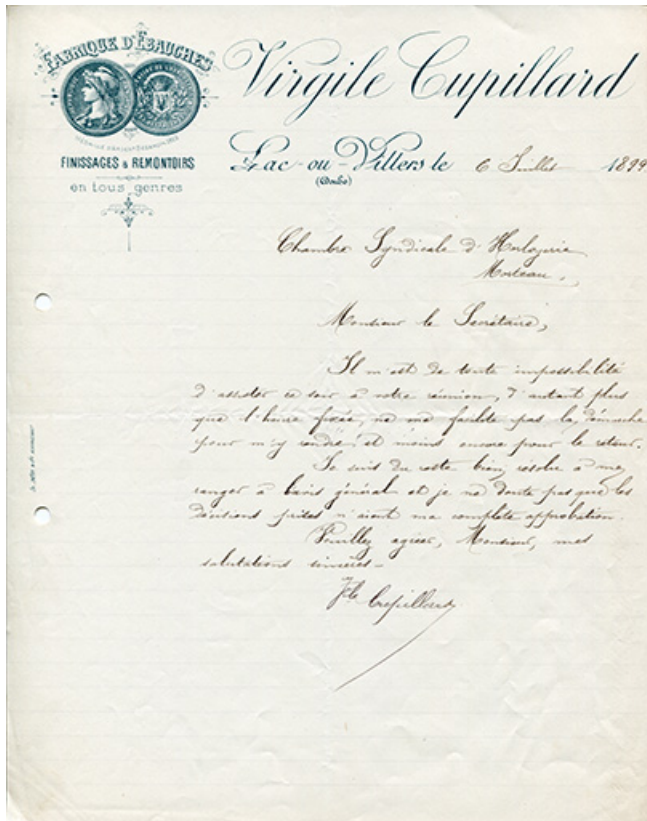 FABRIQUE D'ÉBAUCHES
FINISSAGES & REMONTOIRS
en tous genres
Virgile Cupillard
Lac-ou-Villers le 6 Juillet 1899
(Doubs)
Chambre Syndicale d'Horlogerie
Morteau.
Monsieur le Secrétaire,
Il m'est de toute impossibilité
d'assister ce soir à votre réunion, d'autant plus
que l'heure fixée, ne me facilite pas la démarche
pour m'y rendre et moins encore pour le retour.
Je suis du reste bien résolu à me
ranger à l'avis général et je ne doute pas que les
décisions prises n'aient ma complète approbation.
Veuillez agréer, Monsieur, mes
salutations sincères-
Cupillard